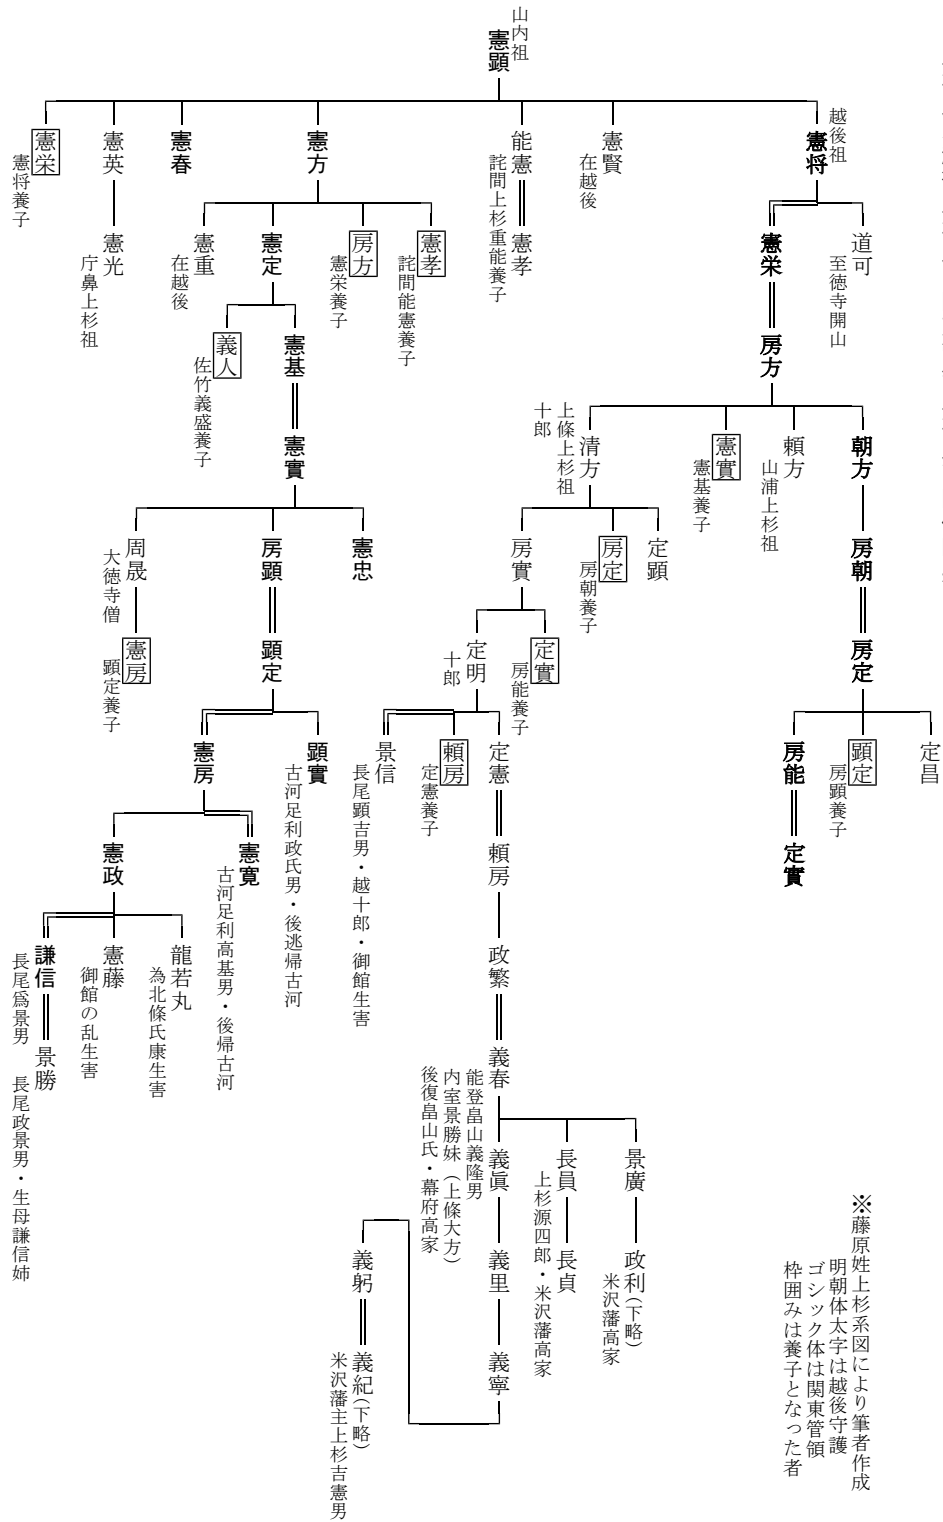 山内祖
憲顕
越後祖
憲将
憲賢
在越後
能憲
詫間上杉重能養子
憲方
憲春
憲英
憲栄
憲将養子
道可
至徳寺開山
憲栄
憲孝
憲孝
詫間能憲養子
房方
憲栄養子
憲定
憲重
在越後
憲光
庁鼻上杉祖
房方
憲基
義人
佐竹義盛養子
朝方
頼方
山浦上杉祖
憲實
憲基養子
清方
上條上杉祖
十郎
憲實
房朝
定顕
房定
房朝養子
房實
憲忠
房顕
周晟
大徳寺僧
房定
定實
房能養子
定明
十郎
顕定
憲房
顕定養子
定昌
顕定
房顕養子
房能
定憲
頼房
定憲養子
景信
長尾顕吉男・越十郎・御館生害
顕實
古河足利政氏男・後逃帰古河
憲房
定實
頼房
憲寛
古河足利高基男・後帰古河
憲政
政繁
龍若丸
為北條氏康生害
憲藤
御館の乱生害
謙信
長尾爲景男
義春
能登畠山義隆男
内室景勝妹（上條大方）
後復畠山氏・幕府高家
景勝
長尾政景男・生母謙信姉
景廣
長員
上杉源四郎・米沢藩高家
義眞
政利(下略)
米沢藩高家
長貞
義里
義躬
義寧
義紀(下略)
米沢藩主上杉吉憲男
※藤原姓上杉系図により筆者作成
明朝体太字は越後守護
ゴシック体は関東管領
枠囲みは養子となった者